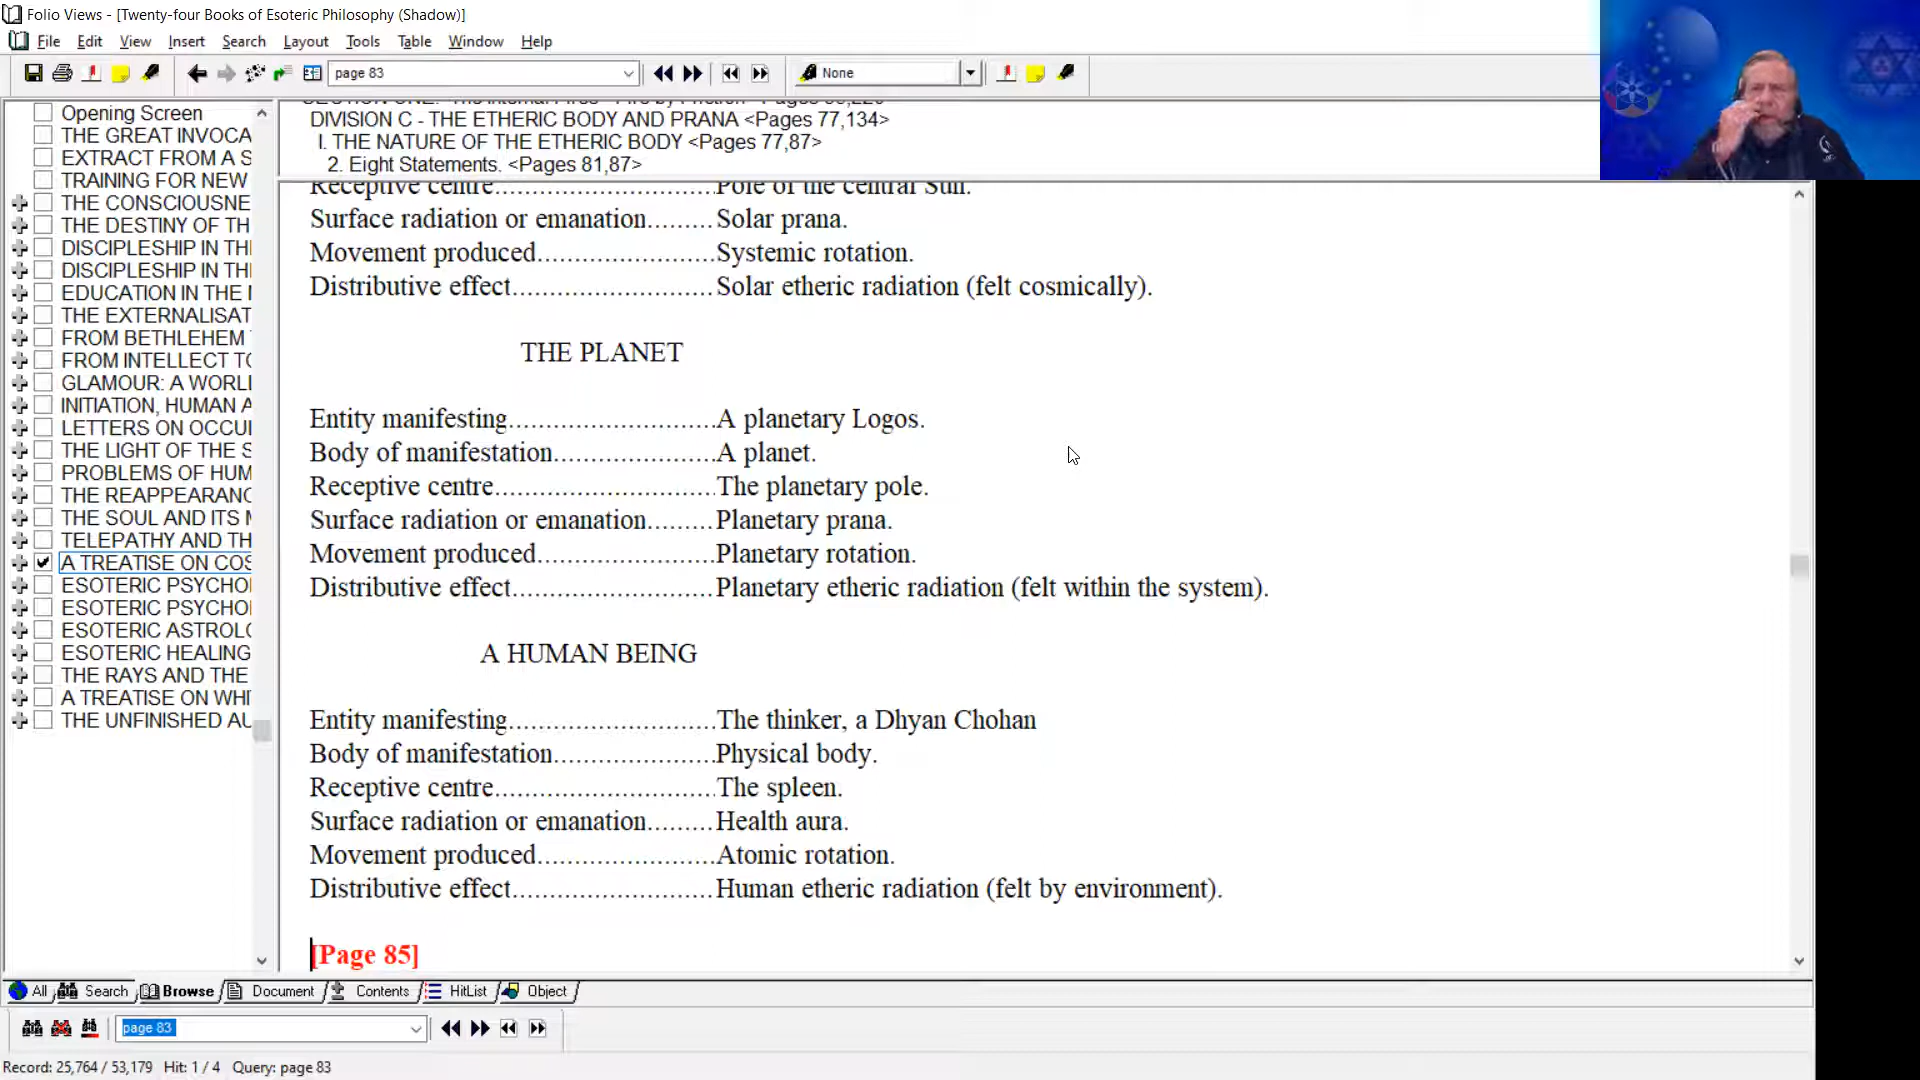 Folio Views - [Twenty-four Books of Esoteric Philosophy (Shadow)]
File Edit View Insert Search Layout Tools Table Window Help
page 83 None
Opening Screen
THE GREAT INVOCA
EXTRACT FROM A S
TRAINING FOR NEW
THE CONSCIOUSNE
THE DESTINY OF TH
DISCIPLESHIP IN THI
DISCIPLESHIP IN THI
EDUCATION IN THE I
THE EXTERNALISAT
FROM BETHLEHEM
FROM INTELLECT TO
GLAMOUR: A WORLI
INITIATION, HUMAN A
LETTERS ON OCCUI
THE LIGHT OF THE S
PROBLEMS OF HUM
THE REAPPEARANC
THE SOUL AND ITS M
TELEPATHY AND TH
A TREATISE ON COS
ESOTERIC PSYCHOI
ESOTERIC PSYCHOI
ESOTERIC ASTROLO
ESOTERIC HEALING
THE RAYS AND THE
A TREATISE ON WHI
THE UNFINISHED AU
DIVISION C - THE ETHERIC BODY AND PRANA <Pages 77,134>
I. THE NATURE OF THE ETHERIC BODY <Pages 77,87>
2. Eight Statements. <Pages 81,87>
Receptive centre.................................Pole of the central Sun.
Surface radiation or emanation.........Solar prana.
Movement produced..........................Systemic rotation.
Distributive effect..............................Solar etheric radiation (felt cosmically).
THE PLANET
Entity manifesting..............................A planetary Logos.
Body of manifestation........................A planet.
Receptive centre.................................The planetary pole.
Surface radiation or emanation.........Planetary prana.
Movement produced..........................Planetary rotation.
Distributive effect..............................Planetary etheric radiation (felt within the system).
A HUMAN BEING
Entity manifesting..............................The thinker, a Dhyan Chohan
Body of manifestation........................Physical body.
Receptive centre.................................The spleen.
Surface radiation or emanation.........Health aura.
Movement produced..........................Atomic rotation.
Distributive effect..............................Human etheric radiation (felt by environment).
[Page 85]
All Search Browse Document Contents HitList Object
page 83
Record: 25,764 / 53,179 Hit: 1 / 4 Query: page 83